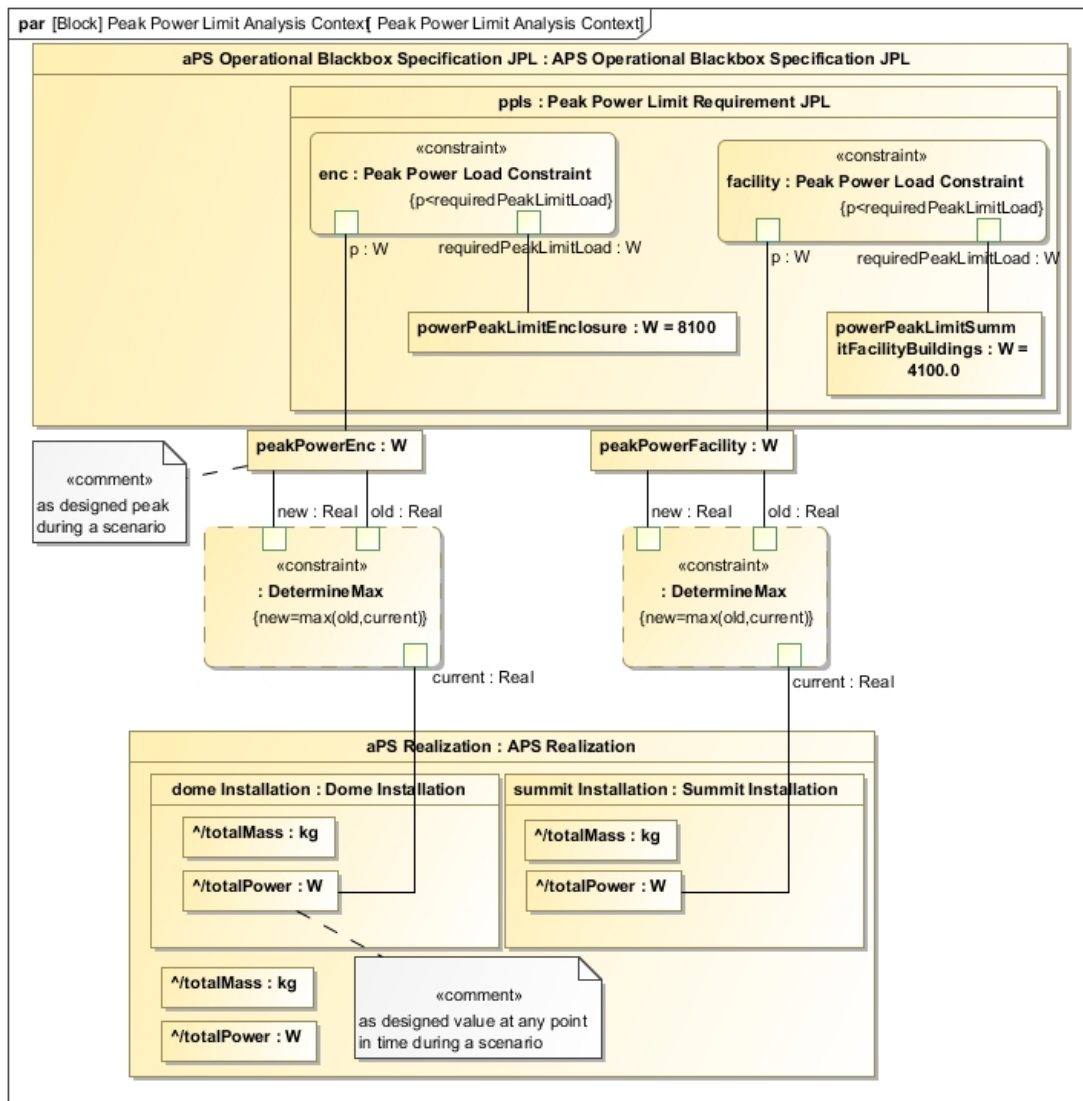 par [Block] Peak Power Limit Analysis Context[ Peak Power Limit Analysis Context]
aPS Operational Blackbox Specification JPL : APS Operational Blackbox Specification JPL
ppls : Peak Power Limit Requirement JPL
«constraint»
enc : Peak Power Load Constraint
{p<requiredPeakLimitLoad}
p : W
requiredPeakLimitLoad : W
«constraint»
facility : Peak Power Load Constraint
{p<requiredPeakLimitLoad}
p : W
requiredPeakLimitLoad : W
powerPeakLimitEnclosure : W = 8100
powerPeakLimitSumm
itFacilityBuildings : W =
4100.0
peakPowerEnc : W
peakPowerFacility : W
«comment»
as designed peak
during a scenario
new : Real
old : Real
«constraint»
: DetermineMax
{new=max(old,current)}
current : Real
new : Real
old : Real
«constraint»
: DetermineMax
{new=max(old,current)}
current : Real
aPS Realization : APS Realization
dome Installation : Dome Installation
^/totalMass : kg
^/totalPower : W
summit Installation : Summit Installation
^/totalMass : kg
^/totalPower : W
^/totalMass : kg
^/totalPower : W
«comment»
as designed value at any point
in time during a scenario